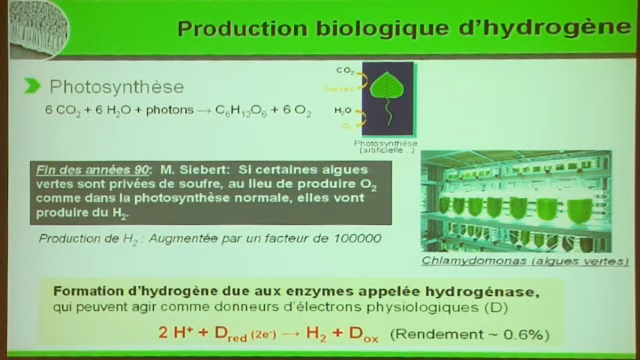 Production biologique d'hydrogène
Photosynthèse
6 CO₂ + 6 H₂O + photons → C₆H₁₂O₆ + 6 O₂
CO₂
Sucres
H₂O
O₂
Photosynthèse
(artificielle ..)
Fin des années 90: M. Siebert: Si certaines algues
vertes sont privées de soufre, au lieu de produire O₂
comme dans la photosynthèse normale, elles vont
produire du H₂.
Production de H₂ : Augmentée par un facteur de 100000
Chlamydomonas (algues vertes)
Formation d'hydrogène due aux enzymes appelée hydrogénase,
qui peuvent agir comme donneurs d'électrons physiologiques (D)
2 H⁺ + Dred (2e⁻) → H₂ + Dox (Rendement ~ 0.6%)